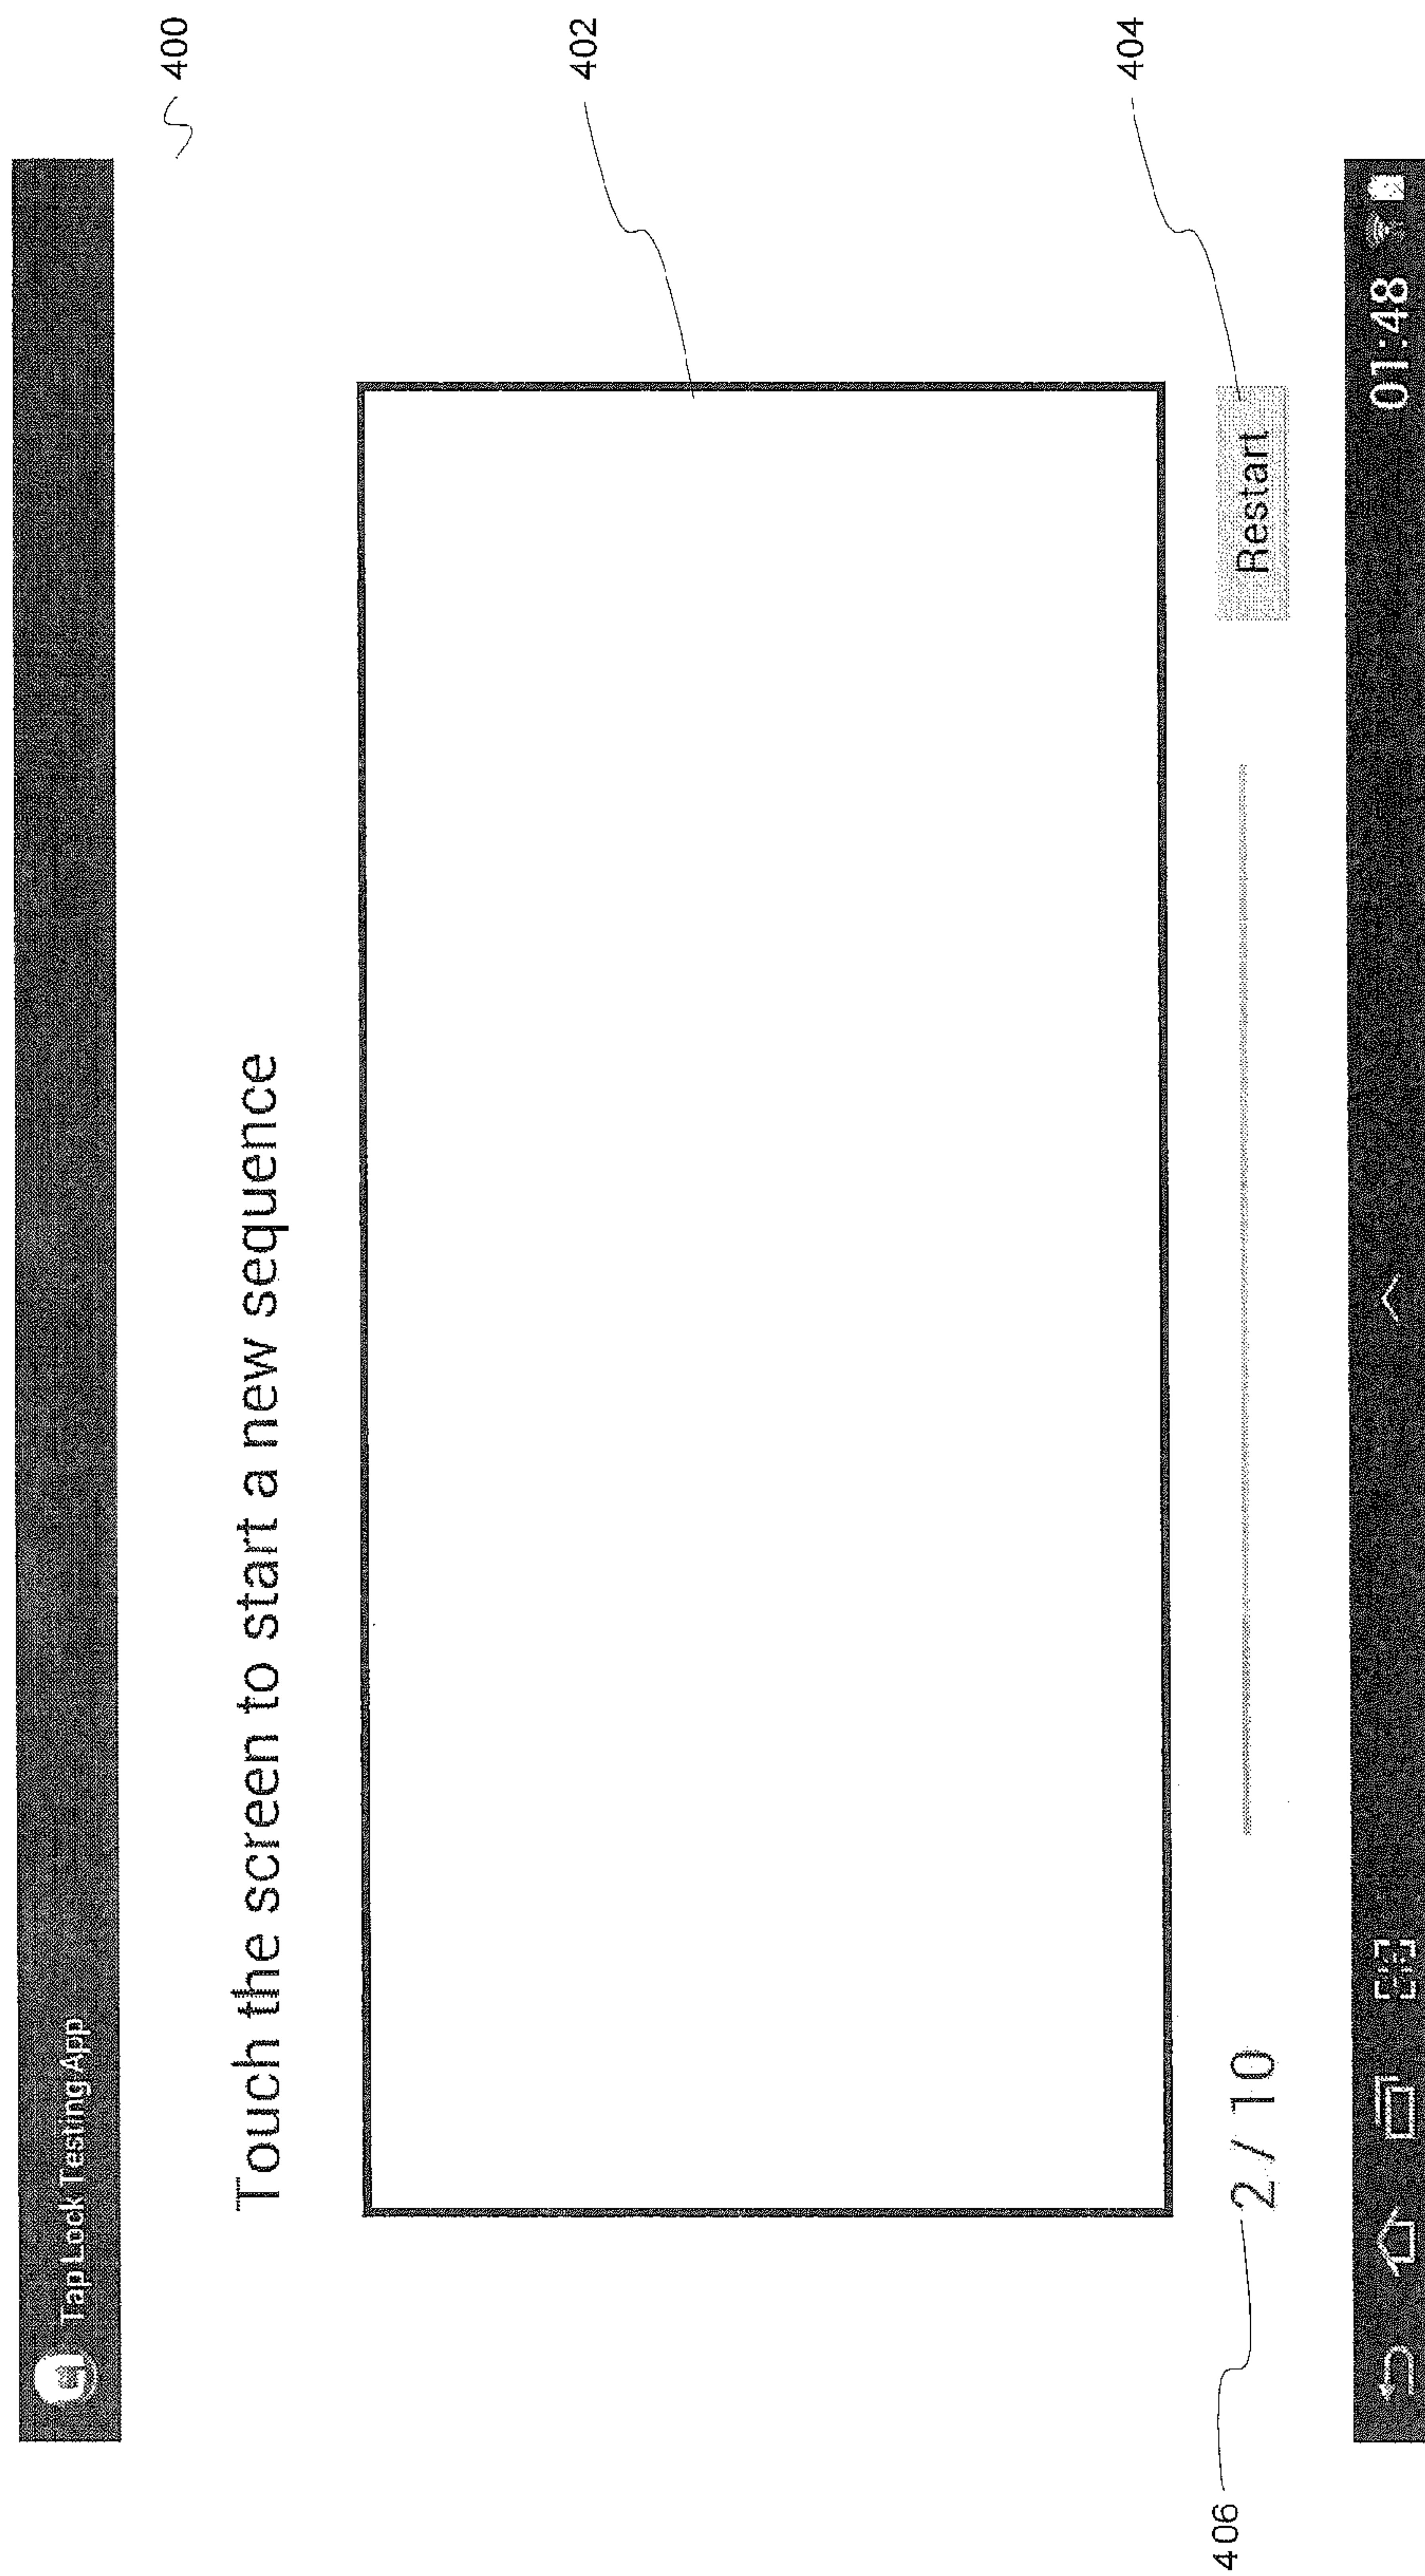 400
Tap Lock Testing App
Touch the screen to start a new sequence
402
404
406
2 / 10
Restart
01:48